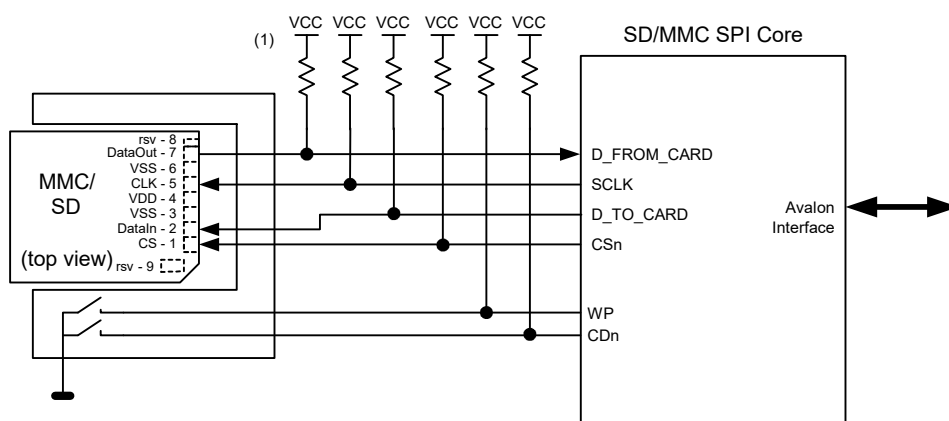 VCC VCC VCC VCC VCC VCC
(1)
SD/MMC SPI Core
rsv - 8
DataOut - 7
VSS - 6
CLK - 5
VDD - 4
VSS - 3
DataIn - 2
CS - 1
rsv - 9
MMC/
SD
(top view)
D_FROM_CARD
SCLK
D_TO_CARD
CSn
WP
CDn
Avalon
Interface